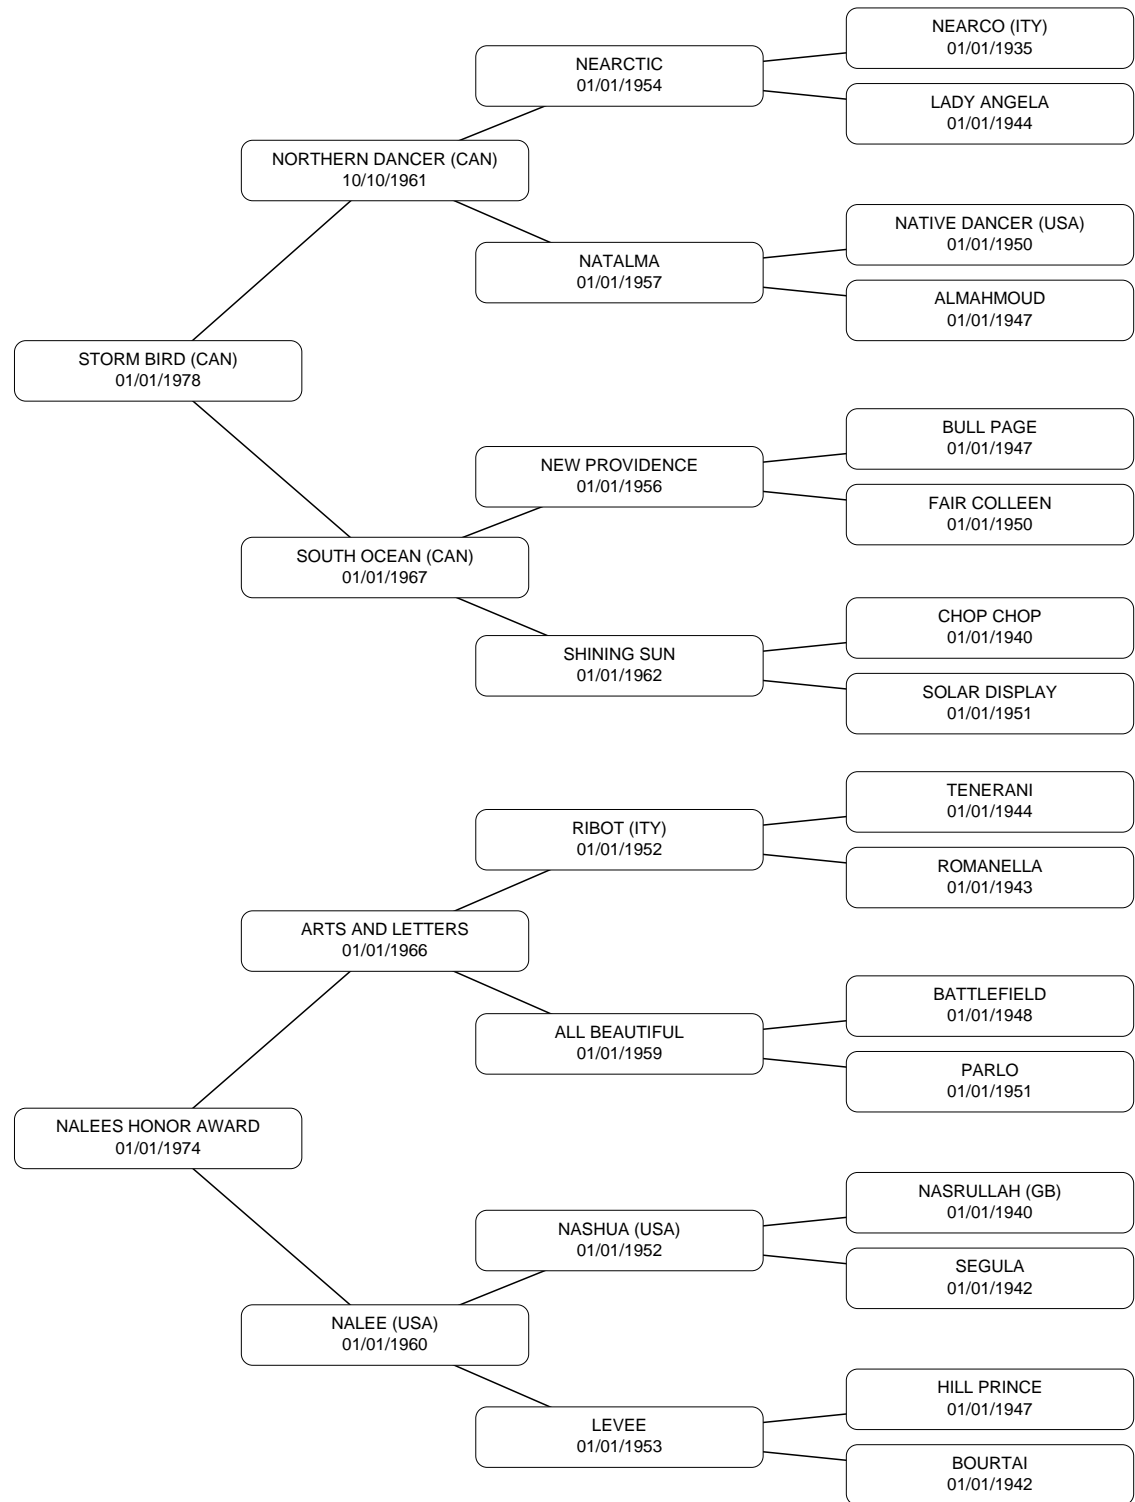 NEARCO (ITY)
01/01/1935
NEARCTIC
01/01/1954
LADY ANGELA
01/01/1944
NORTHERN DANCER (CAN)
10/10/1961
NATIVE DANCER (USA)
01/01/1950
NATALMA
01/01/1957
ALMAHMOUD
01/01/1947
STORM BIRD (CAN)
01/01/1978
BULL PAGE
01/01/1947
NEW PROVIDENCE
01/01/1956
FAIR COLLEEN
01/01/1950
SOUTH OCEAN (CAN)
01/01/1967
CHOP CHOP
01/01/1940
SHINING SUN
01/01/1962
SOLAR DISPLAY
01/01/1951
TENERANI
01/01/1944
RIBOT (ITY)
01/01/1952
ROMANELLA
01/01/1943
ARTS AND LETTERS
01/01/1966
BATTLEFIELD
01/01/1948
ALL BEAUTIFUL
01/01/1959
PARLO
01/01/1951
NALEES HONOR AWARD
01/01/1974
NASRULLAH (GB)
01/01/1940
NASHUA (USA)
01/01/1952
SEGULA
01/01/1942
NALEE (USA)
01/01/1960
HILL PRINCE
01/01/1947
LEVEE
01/01/1953
BOURTAI
01/01/1942